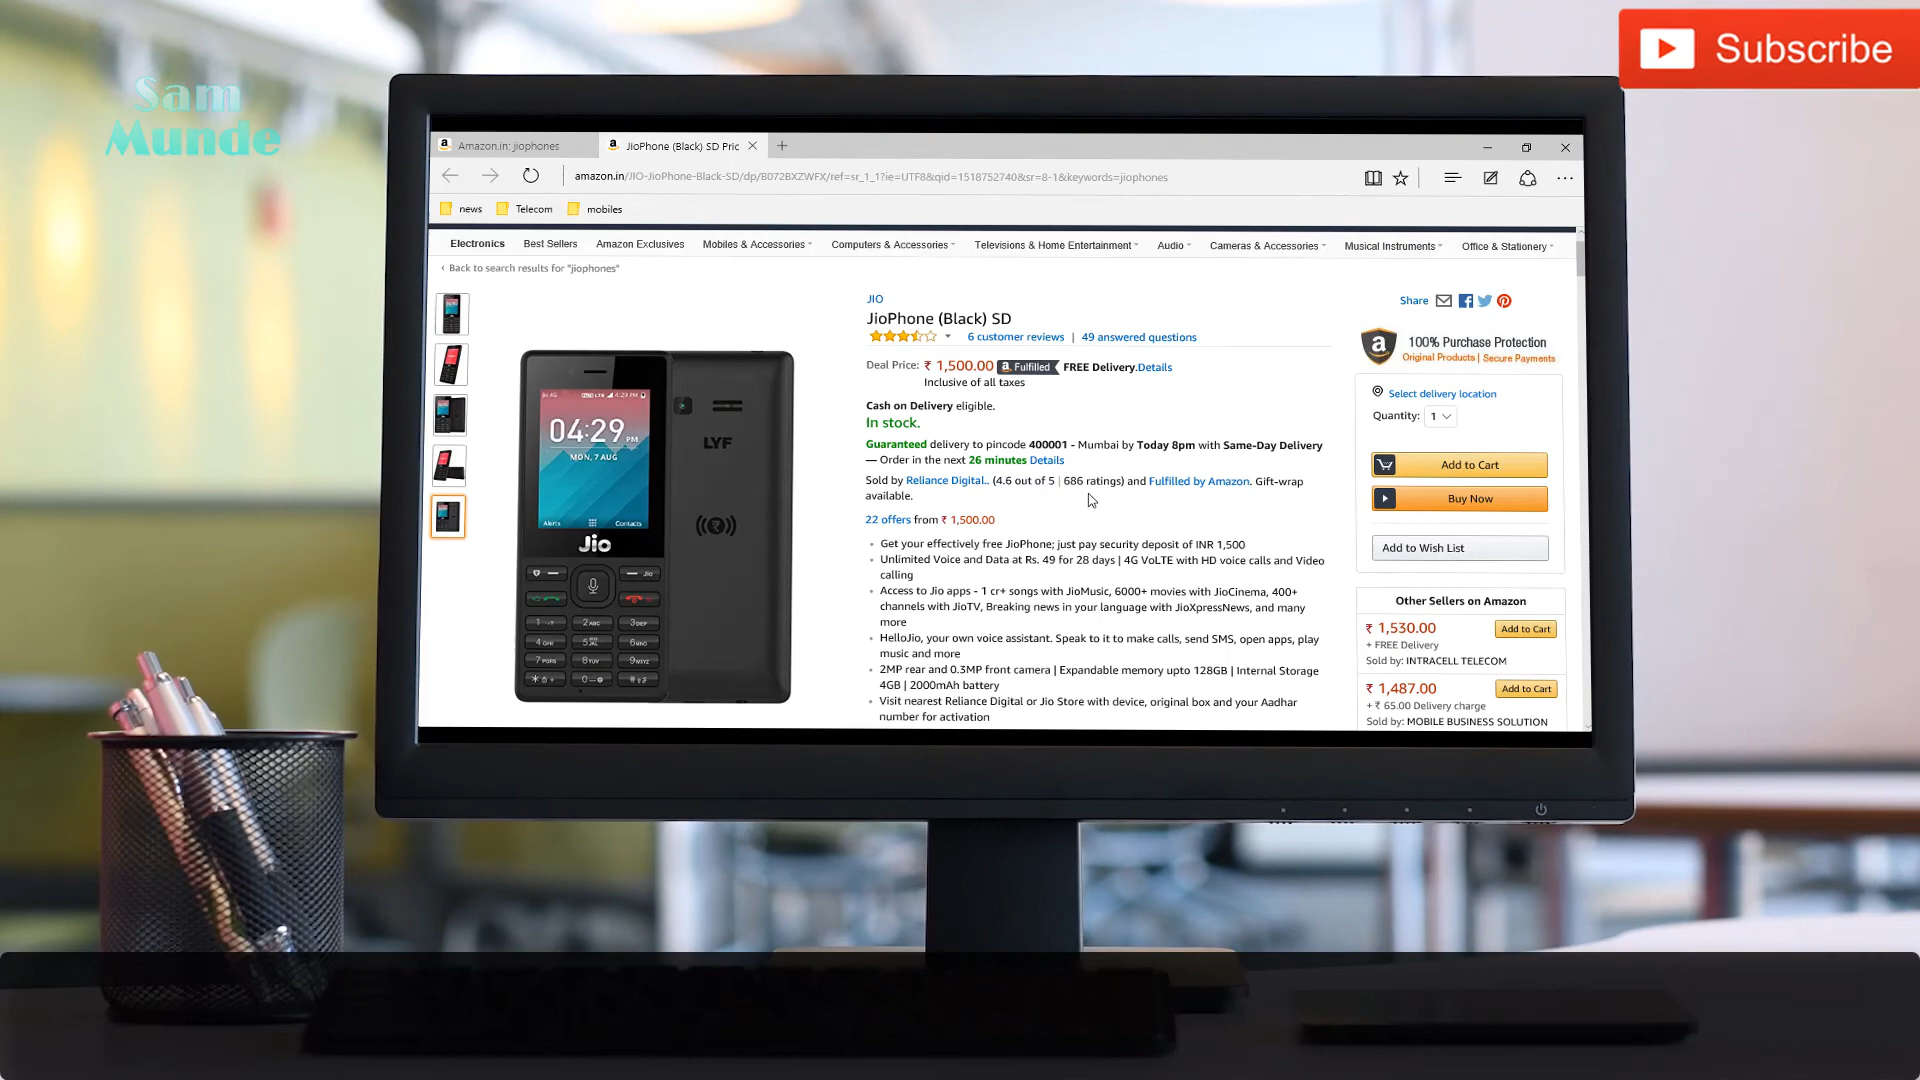 Subscribe
Sam
Munde
Amazon.in: jiophones
JioPhone (Black) SD Pric
amazon.in/JIO-JioPhone-Black-SD/dp/B072BXZWFX/ref=sr_1_1?ie=UTF8&qid=1518752740&sr=8-1&keywords=jiophones
news Telecom mobiles
Electronics Best Sellers Amazon Exclusives Mobiles & Accessories Computers & Accessories Televisions & Home Entertainment Audio Cameras & Accessories Musical Instruments Office & Stationery
‹ Back to search results for "jiophones"
JIO
JioPhone (Black) SD
6 customer reviews | 49 answered questions
Deal Price: ₹ 1,500.00 a Fulfilled FREE Delivery.Details
Inclusive of all taxes
Cash on Delivery eligible.
In stock.
Guaranteed delivery to pincode 400001 - Mumbai by Today 8pm with Same-Day Delivery
— Order in the next 26 minutes Details
Sold by Reliance Digital.. (4.6 out of 5 | 686 ratings) and Fulfilled by Amazon. Gift-wrap
available.
22 offers from ₹ 1,500.00
• Get your effectively free JioPhone; just pay security deposit of INR 1,500
• Unlimited Voice and Data at Rs. 49 for 28 days | 4G VoLTE with HD voice calls and Video
calling
• Access to Jio apps - 1 cr+ songs with JioMusic, 6000+ movies with JioCinema, 400+
channels with JioTV, Breaking news in your language with JioXpressNews, and many
more
• HelloJio, your own voice assistant. Speak to it to make calls, send SMS, open apps, play
music and more
• 2MP rear and 0.3MP front camera | Expandable memory upto 128GB | Internal Storage
4GB | 2000mAh battery
• Visit nearest Reliance Digital or Jio Store with device, original box and your Aadhar
number for activation
Share
100% Purchase Protection
Original Products | Secure Payments
Select delivery location
Quantity: 1
Add to Cart
Buy Now
Add to Wish List
Other Sellers on Amazon
₹ 1,530.00 Add to Cart
+ FREE Delivery
Sold by: INTRACELL TELECOM
₹ 1,487.00 Add to Cart
+ ₹ 65.00 Delivery charge
Sold by: MOBILE BUSINESS SOLUTION
Jio 4G 4:29 PM
04:29 PM
MON, 7 AUG
Alerts Contacts
Jio
LYF